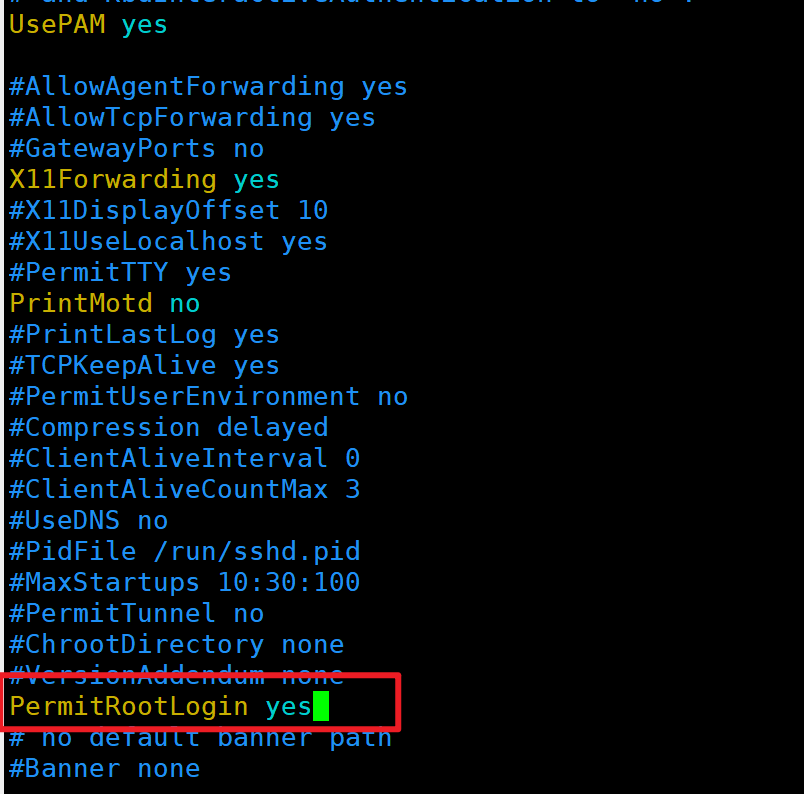 # and KbdInteractiveAuthentication to 'no'.
UsePAM yes
#AllowAgentForwarding yes
#AllowTcpForwarding yes
#GatewayPorts no
X11Forwarding yes
#X11DisplayOffset 10
#X11UseLocalhost yes
#PermitTTY yes
PrintMotd no
#PrintLastLog yes
#TCPKeepAlive yes
#PermitUserEnvironment no
#Compression delayed
#ClientAliveInterval 0
#ClientAliveCountMax 3
#UseDNS no
#PidFile /run/sshd.pid
#MaxStartups 10:30:100
#PermitTunnel no
#ChrootDirectory none
#VersionAddendum none
PermitRootLogin yes
# no default banner path
#Banner none